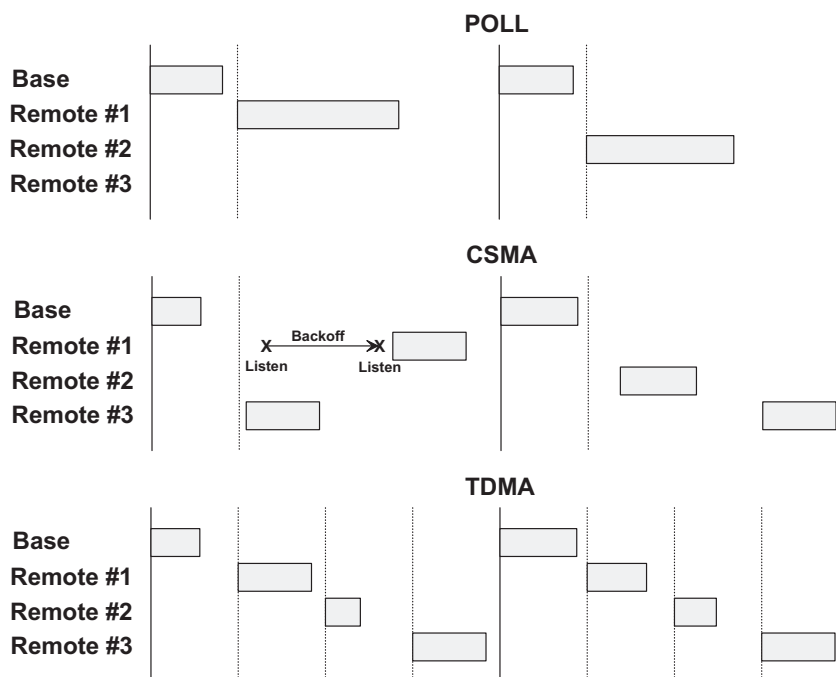 POLL
Base
Remote #1
Remote #2
Remote #3
CSMA
Base
Remote #1
X Backoff X
Listen Listen
Remote #2
Remote #3
TDMA
Base
Remote #1
Remote #2
Remote #3